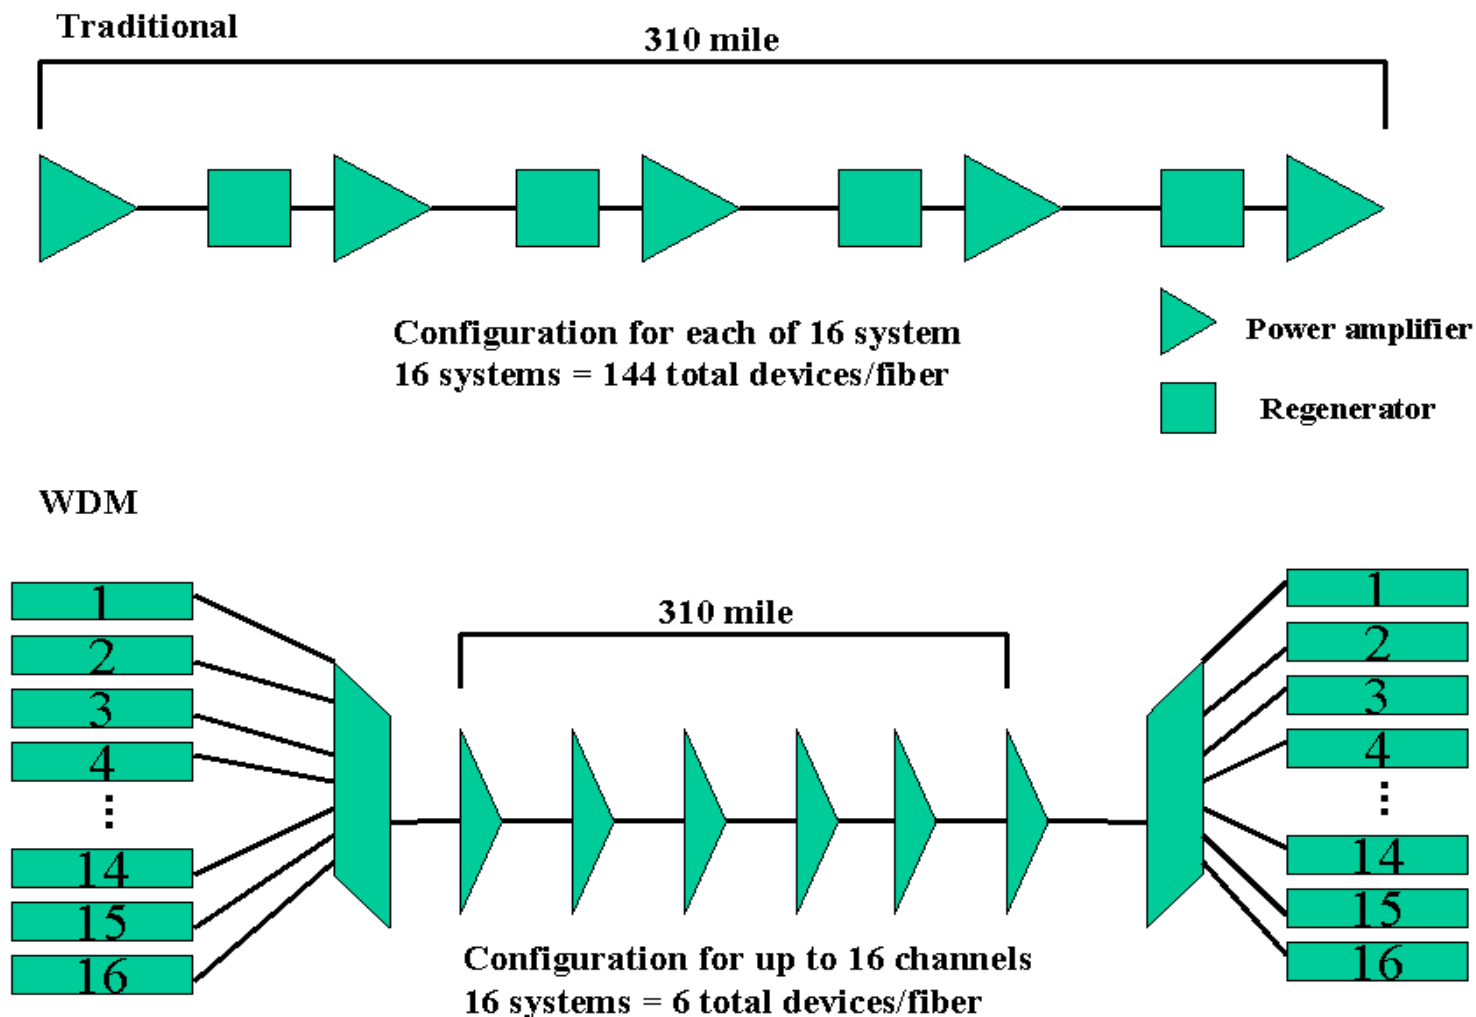 Traditional
310 mile
Configuration for each of 16 system
16 systems = 144 total devices/fiber
Power amplifier
Regenerator
WDM
310 mile
1
2
3
4
⋮
14
15
16
1
2
3
4
⋮
14
15
16
Configuration for up to 16 channels
16 systems = 6 total devices/fiber